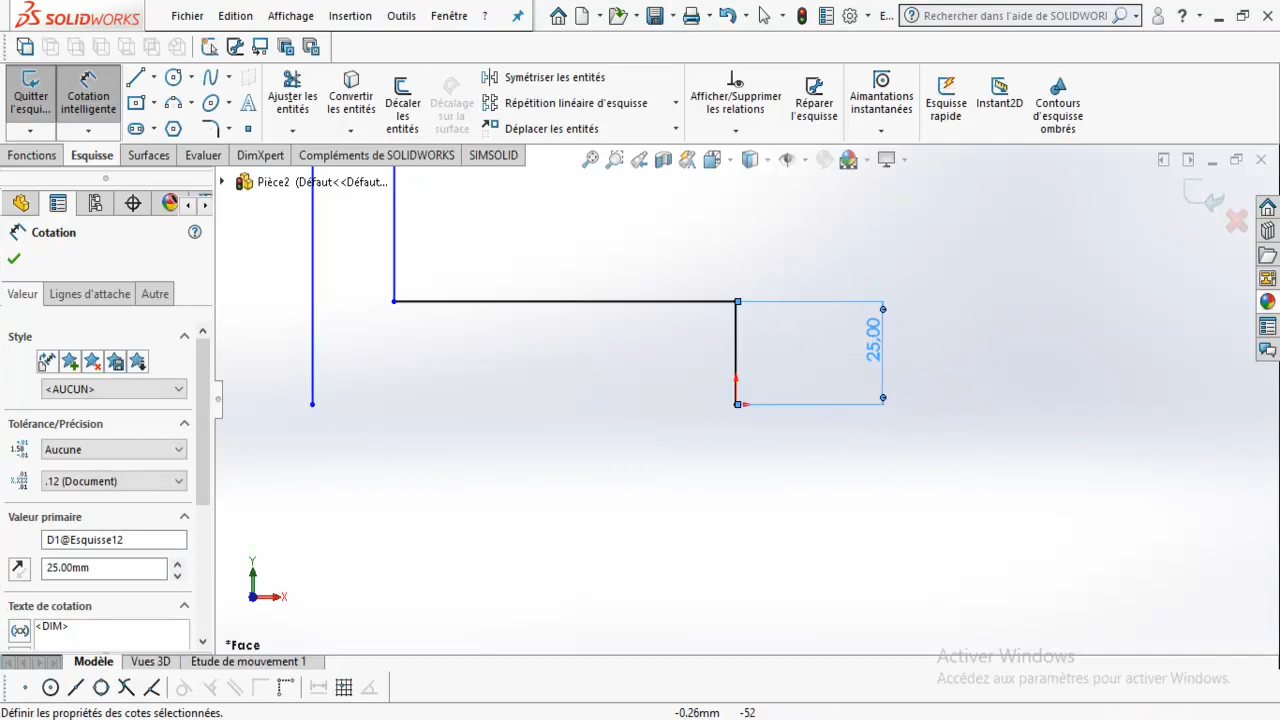 SOLIDWORKS
Fichier Edition Affichage Insertion Outils Fenêtre ?
E... Rechercher dans l'aide de SOLIDWORI ?
Quitter l'esqui...
Cotation intelligente
Ajuster les entités
Convertir les entités
Décaler les entités
Décalage sur la surface
Symétriser les entités
Répétition linéaire d'esquisse
Déplacer les entités
Afficher/Supprimer les relations
Réparer l'esquisse
Aimantations instantanées
Esquisse rapide
Instant2D
Contours d'esquisse ombrés
Fonctions Esquisse Surfaces Evaluer DimXpert Compléments de SOLIDWORKS SIMSOLID
Pièce2 (Défaut<<Défaut...
Cotation
Valeur Lignes d'attache Autre
Style
<AUCUN>
Tolérance/Précision
Aucune
.12 (Document)
Valeur primaire
D1@Esquisse12
25.00mm
Texte de cotation
<DIM>
25,00
Y
X
*Face
Activer Windows
Accédez aux paramètres pour activer Windows.
Modèle Vues 3D Etude de mouvement 1
Définir les propriétés des cotes sélectionnées.
-0.26mm -52